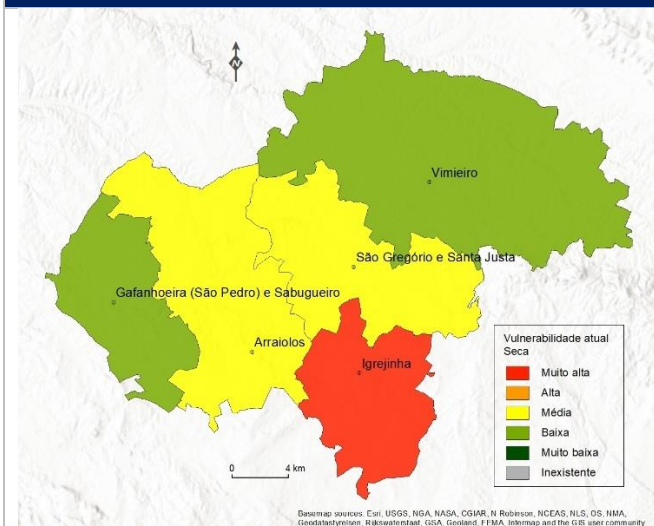 N
Vimieiro
São Gregório e Santa Justa
Gafanhoeira (São Pedro) e Sabugueiro
Arraiolos
Igrejinha
Vulnerabilidade atual
Seca
Muito alta
Alta
Média
Baixa
Muito baixa
Inexistente
0 4 km
Basemap sources: Esri, USGS, NGA, NASA, CGIAR, N Robinson, NCEAS, NLS, OS, NMA,
Geodatastyrelsen, Rijkswaterstaat, GSA, Geoland, FEMA, Intermap and the GIS user community